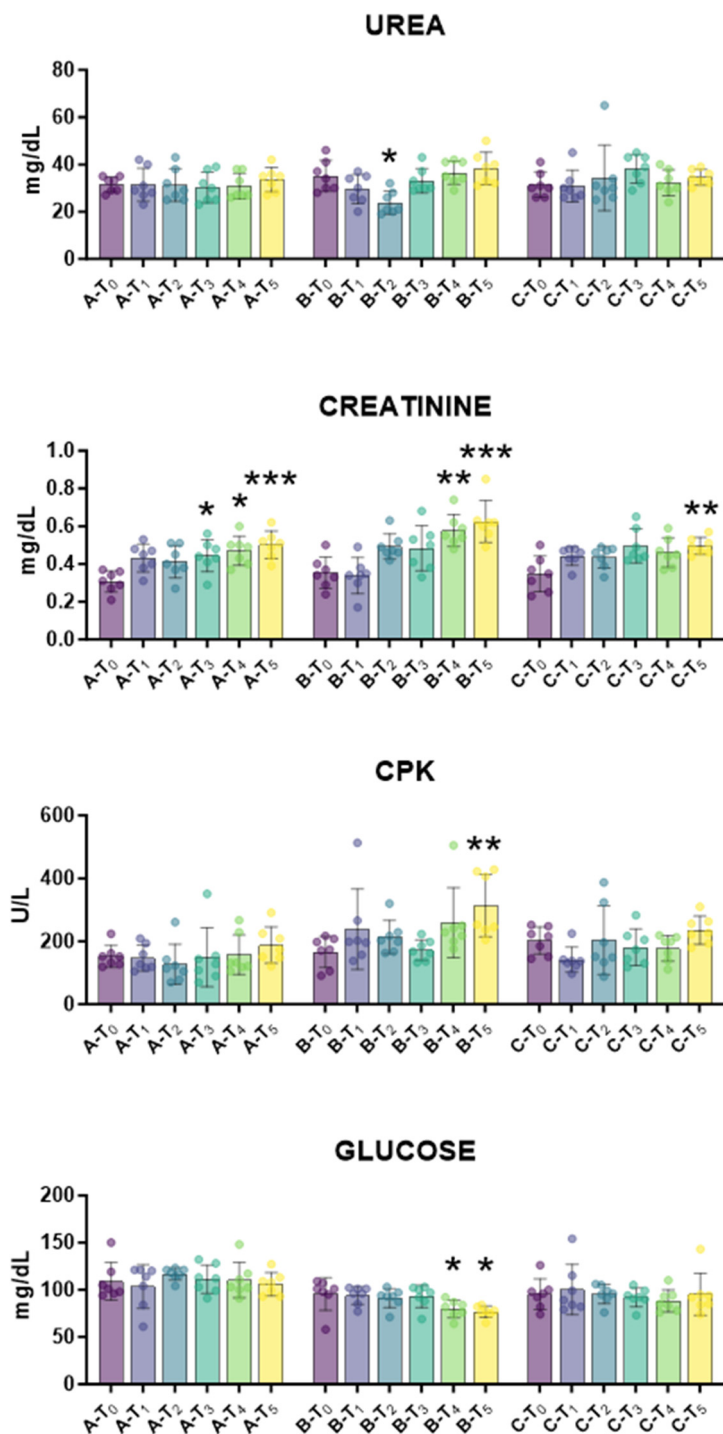 UREA
80
60
40
20
0
mg/dL
*
A-T₀ A-T₁ A-T₂ A-T₃ A-T₄ A-T₅ B-T₀ B-T₁ B-T₂ B-T₃ B-T₄ B-T₅ C-T₀ C-T₁ C-T₂ C-T₃ C-T₄ C-T₅
CREATININE
1.0
0.8
0.6
0.4
0.2
0.0
mg/dL
* * *** ** *** **
A-T₀ A-T₁ A-T₂ A-T₃ A-T₄ A-T₅ B-T₀ B-T₁ B-T₂ B-T₃ B-T₄ B-T₅ C-T₀ C-T₁ C-T₂ C-T₃ C-T₄ C-T₅
CPK
600
400
200
0
U/L
**
A-T₀ A-T₁ A-T₂ A-T₃ A-T₄ A-T₅ B-T₀ B-T₁ B-T₂ B-T₃ B-T₄ B-T₅ C-T₀ C-T₁ C-T₂ C-T₃ C-T₄ C-T₅
GLUCOSE
200
150
100
50
0
mg/dL
* *
A-T₀ A-T₁ A-T₂ A-T₃ A-T₄ A-T₅ B-T₀ B-T₁ B-T₂ B-T₃ B-T₄ B-T₅ C-T₀ C-T₁ C-T₂ C-T₃ C-T₄ C-T₅